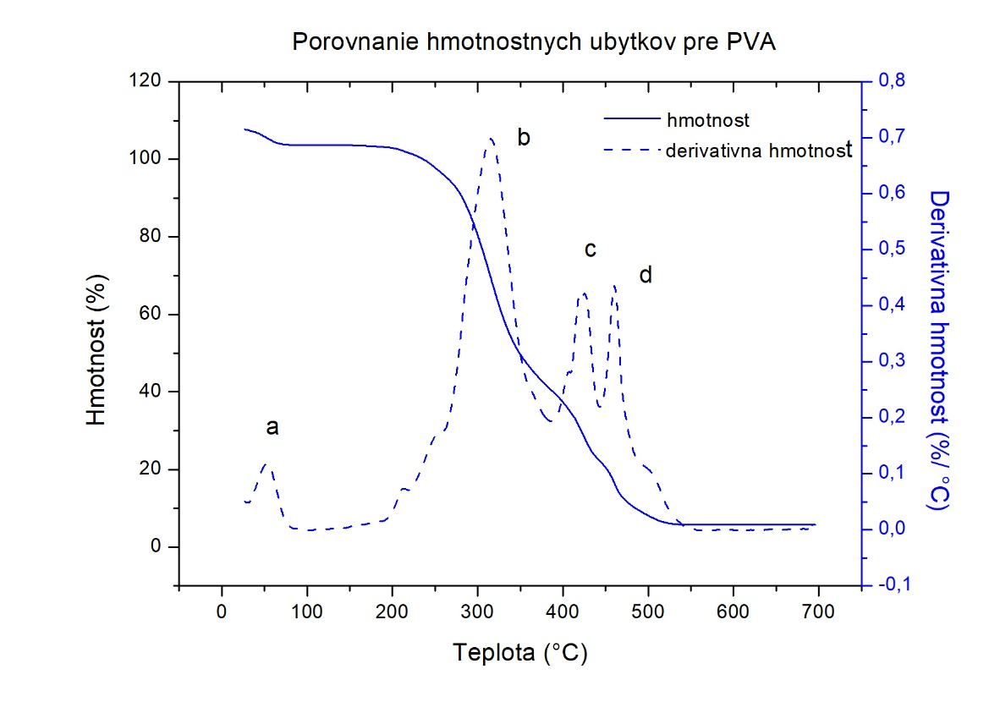 Porovnanie hmotnostnych ubytkov pre PVA
120
100
80
60
40
20
0
Hmotnost (%)
0,8
0,7
0,6
0,5
0,4
0,3
0,2
0,1
0,0
-0,1
Derivativna hmotnost (%/ °C)
hmotnost
derivativna hmotnost
a
b
c
d
0 100 200 300 400 500 600 700
Teplota (°C)